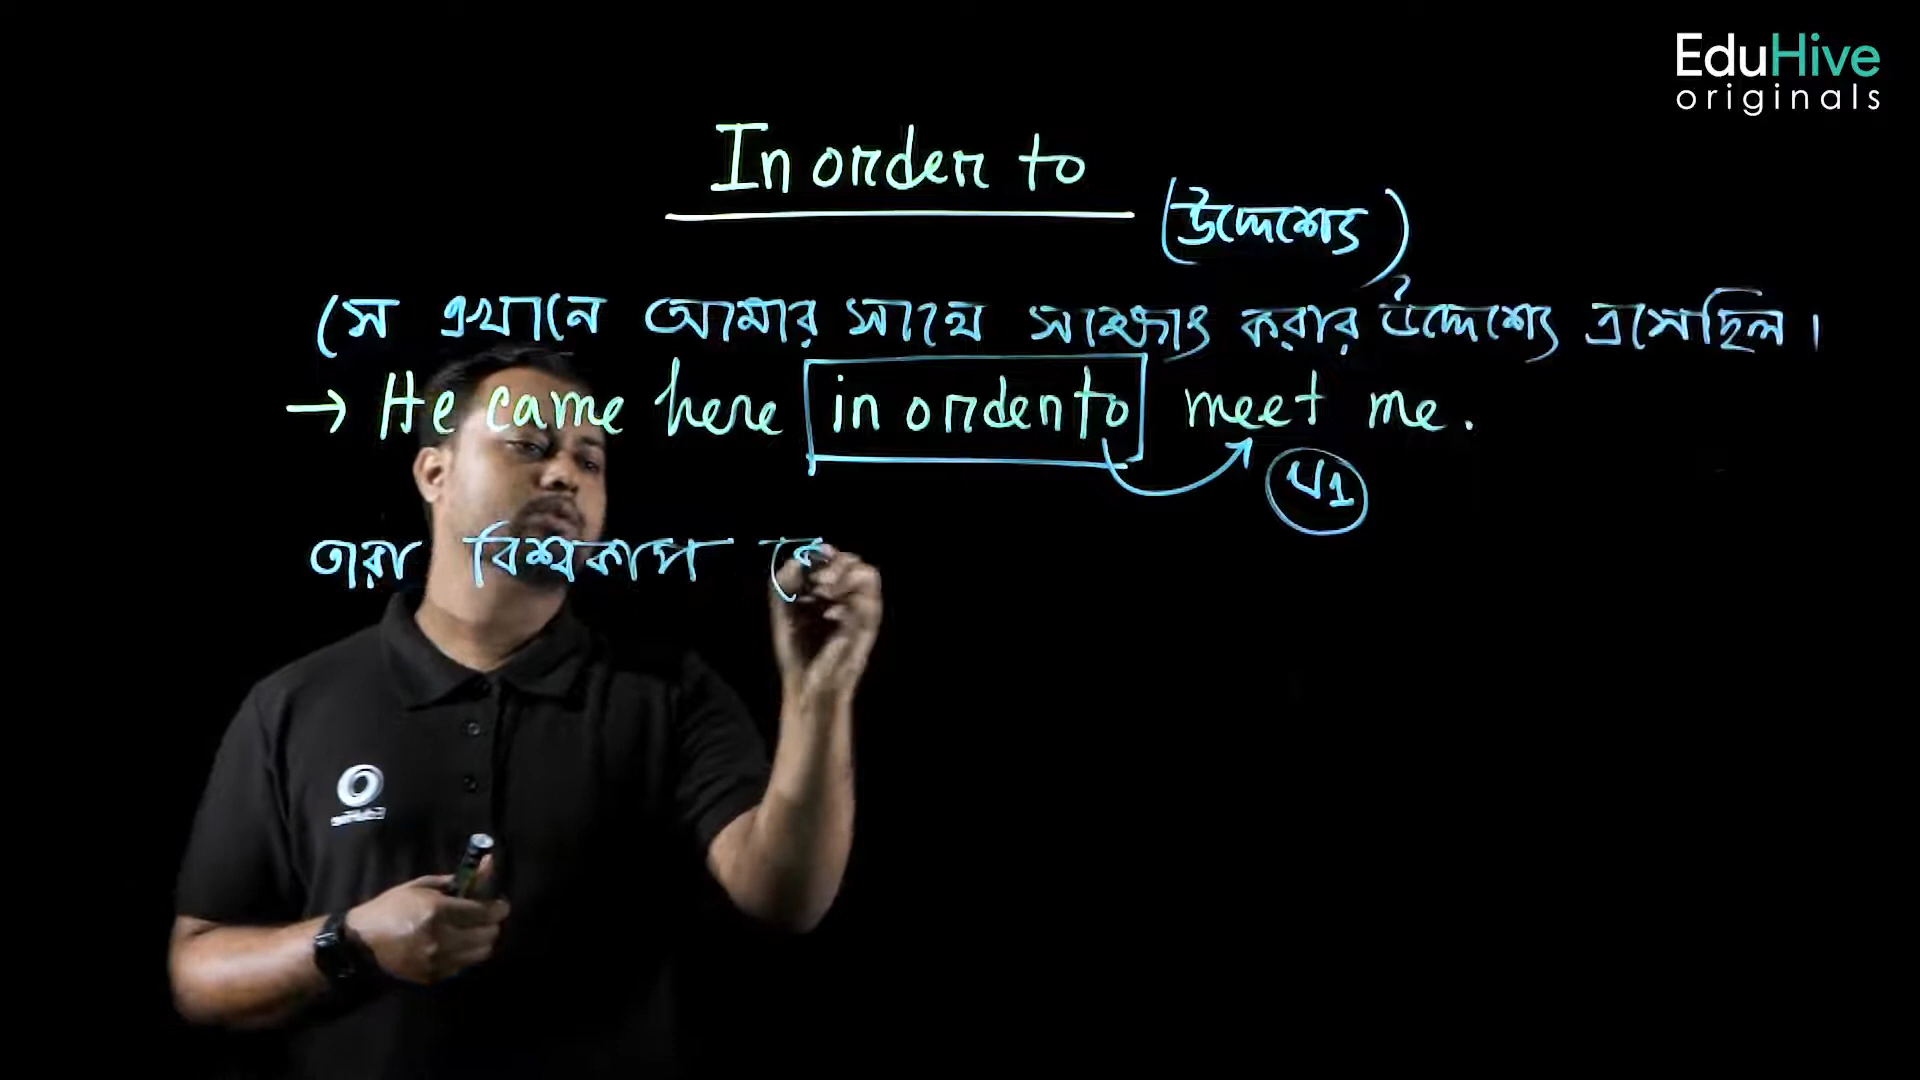 EduHive
originals
In order to
(উদ্দেশ্যে)
সে এখানে আমার সাথে সাক্ষাৎ করার উদ্দেশ্যে এসেছিল।
→ He came here in order to meet me.
V1
তারা বিশ্বকাপ